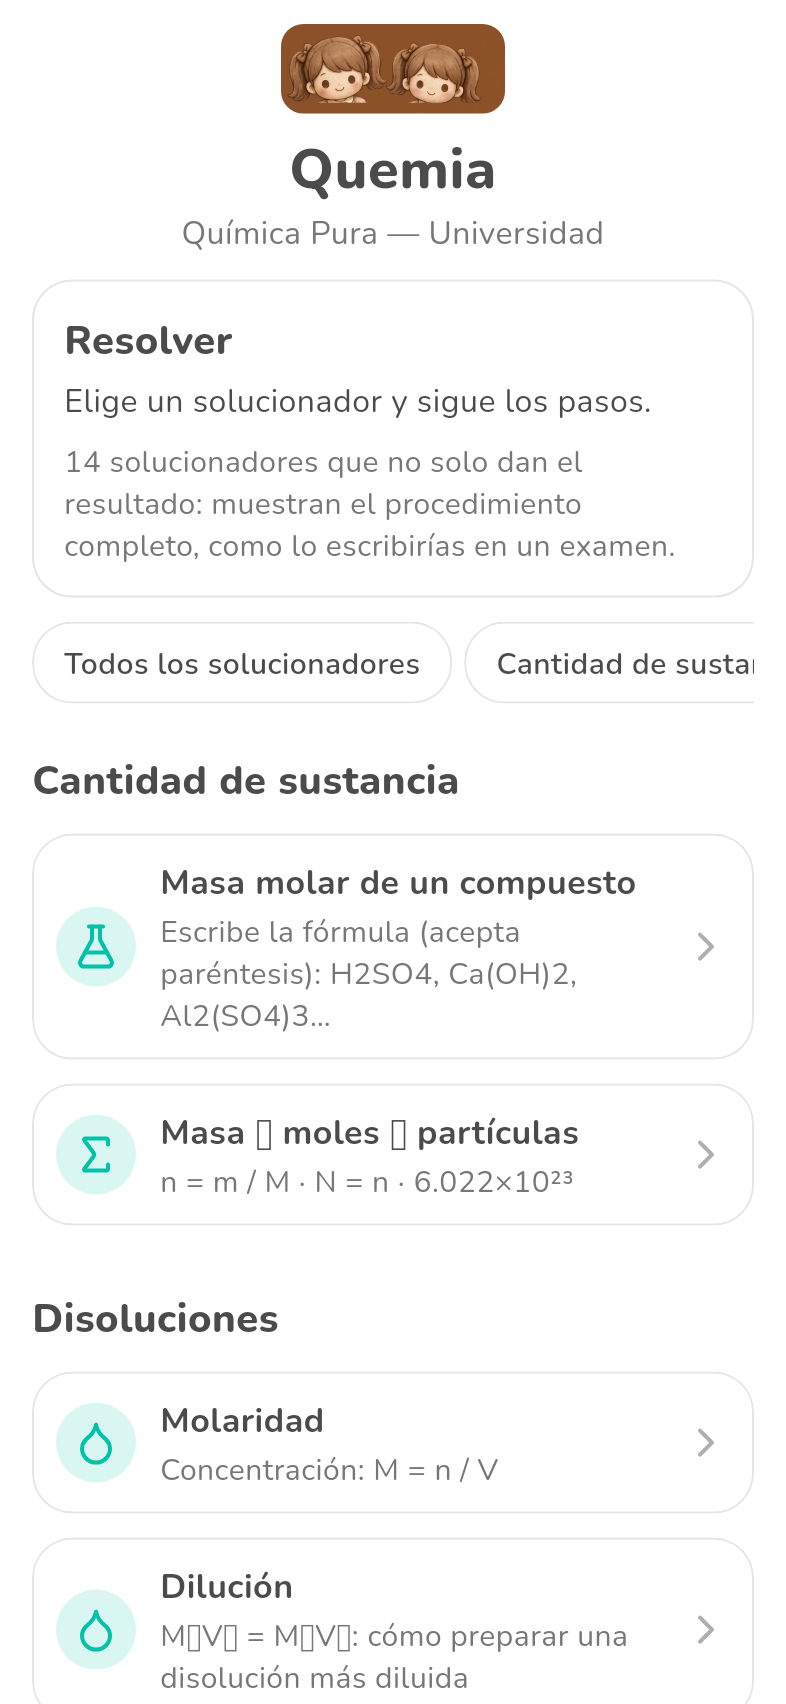 Quemia
Química Pura — Universidad
Resolver
Elige un solucionador y sigue los pasos.
14 solucionadores que no solo dan el
resultado: muestran el procedimiento
completo, como lo escribirías en un examen.
Todos los solucionadores
Cantidad de
Cantidad de sustancia
Masa molar de un compuesto
Escribe la fórmula (acepta
paréntesis): H2SO4, Ca(OH)2,
Al2(SO4)3...
Masa ▯ moles ▯ partículas
n = m / M · N = n · 6.022×10²³
Disoluciones
Molaridad
Concentración: M = n / V
Dilución
M▯V▯ = M▯V▯: cómo preparar una
disolución más diluida